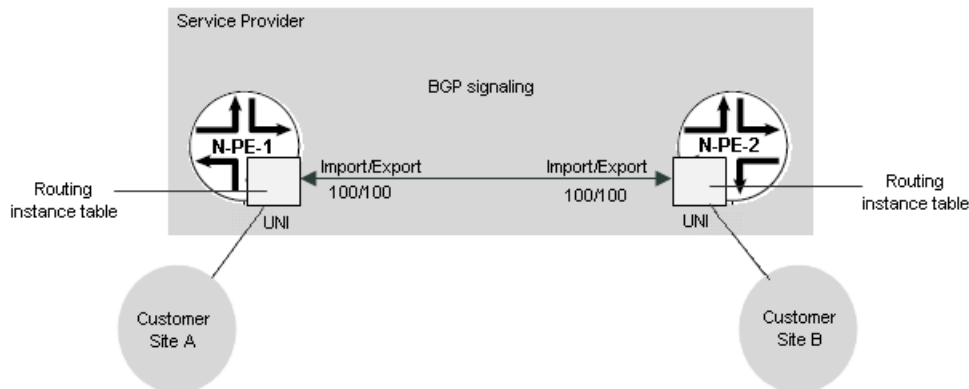 Service Provider
BGP signaling
N-PE-1
N-PE-2
Import/Export
100/100
Import/Export
100/100
Routing
instance table
Routing
instance table
UNI
UNI
Customer
Site A
Customer
Site B